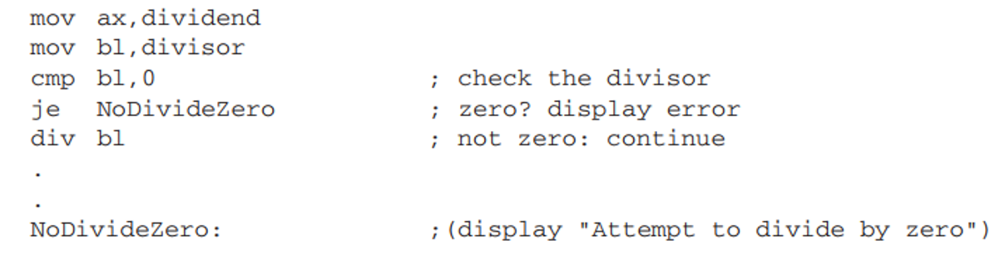 mov ax,dividend
mov bl,divisor
cmp bl,0 ; check the divisor
je NoDivideZero ; zero? display error
div bl ; not zero: continue
.
.
NoDivideZero: ;(display "Attempt to divide by zero")